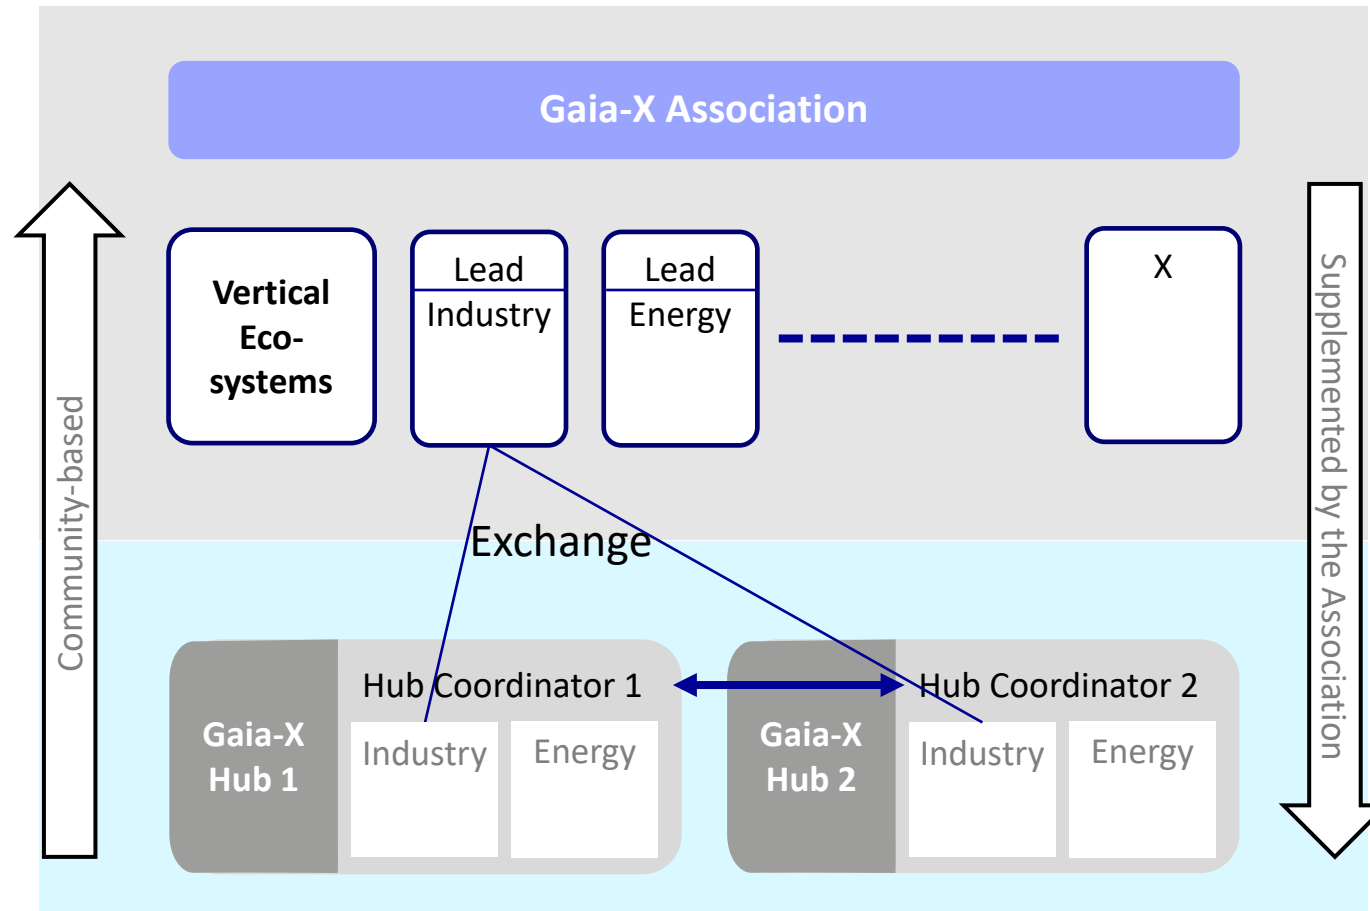 Gaia-X Association
Vertical
Eco-
systems
Lead
Industry
Lead
Energy
X
Community-based
Supplemented by the Association
Exchange
Gaia-X
Hub 1
Hub Coordinator 1
Industry
Energy
Gaia-X
Hub 2
Hub Coordinator 2
Industry
Energy